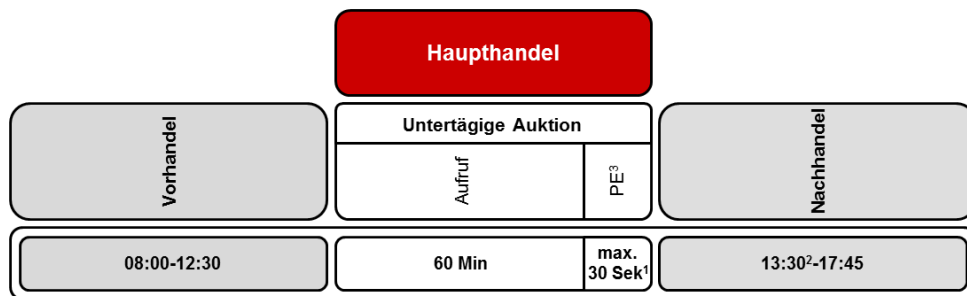 Haupthandel
Vorhandel
Untertägige Auktion
Aufruf
PE³
Nachhandel
08:00-12:30
60 Min
max.
30 Sek¹
13:30²-17:45